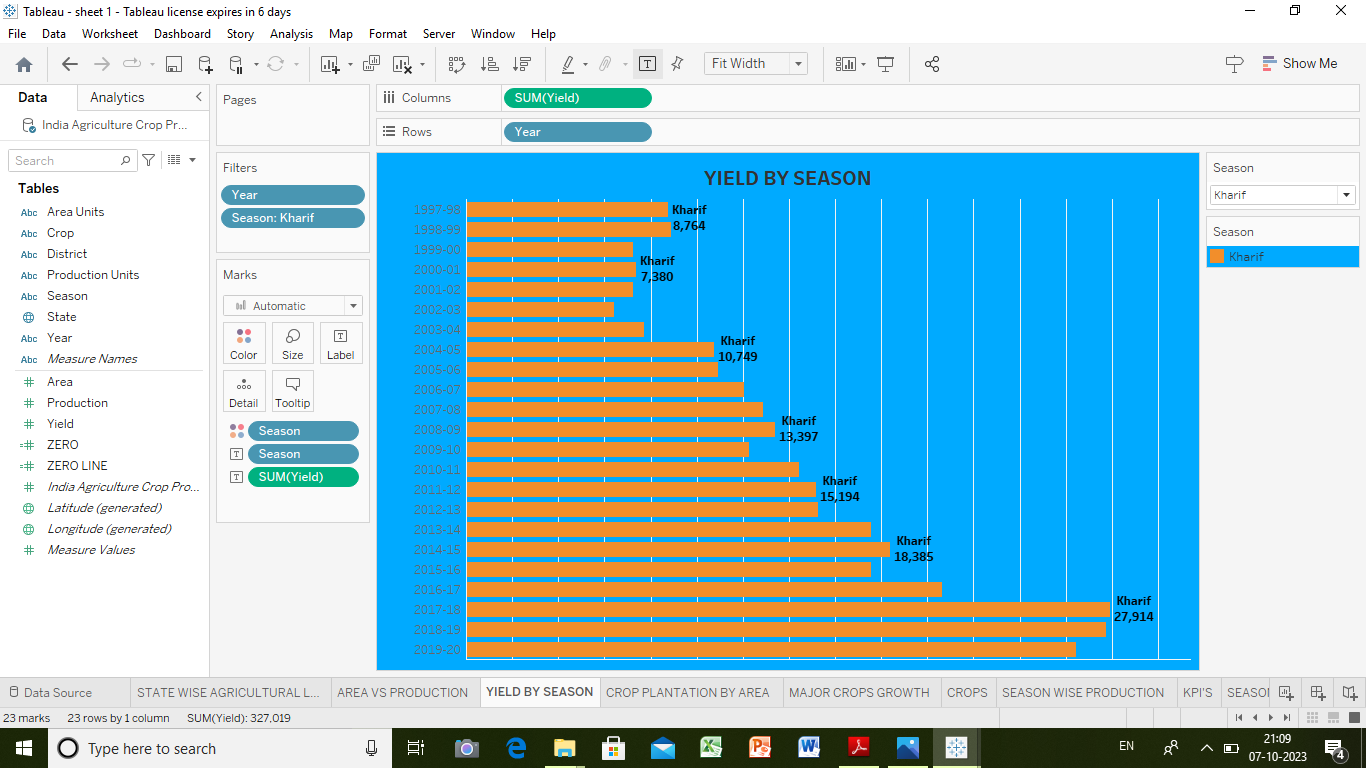 Tableau - sheet 1 - Tableau license expires in 6 days
File Data Worksheet Dashboard Story Analysis Map Format Server Window Help
Fit Width
Show Me
Data Analytics
India Agriculture Crop Pr...
Search
Tables
Abc Area Units
Abc Crop
Abc District
Abc Production Units
Abc Season
State
Abc Year
Abc Measure Names
Area
Production
Yield
ZERO
ZERO LINE
India Agriculture Crop Pro...
Latitude (generated)
Longitude (generated)
Measure Values
Pages
Filters
Year
Season: Kharif
Marks
Automatic
Color Size Label
Detail Tooltip
Season
Season
SUM(Yield)
Columns SUM(Yield)
Rows Year
YIELD BY SEASON
1997-98 Kharif
1998-99 8,764
1999-00
2000-01 Kharif
7,380
2001-02
2002-03
2003-04
2004-05 Kharif
10,749
2005-06
2006-07
2007-08
2008-09 Kharif
13,397
2009-10
2010-11
2011-12 Kharif
15,194
2012-13
2013-14
2014-15 Kharif
18,385
2015-16
2016-17
2017-18 Kharif
27,914
2018-19
2019-20
Season
Kharif
Season
Kharif
Data Source STATE WISE AGRICULTURAL L... AREA VS PRODUCTION YIELD BY SEASON CROP PLANTATION BY AREA MAJOR CROPS GROWTH CROPS SEASON WISE PRODUCTION KPI'S SEASO
23 marks 23 rows by 1 column SUM(Yield): 327,019
Type here to search
EN
21:09
07-10-2023
4